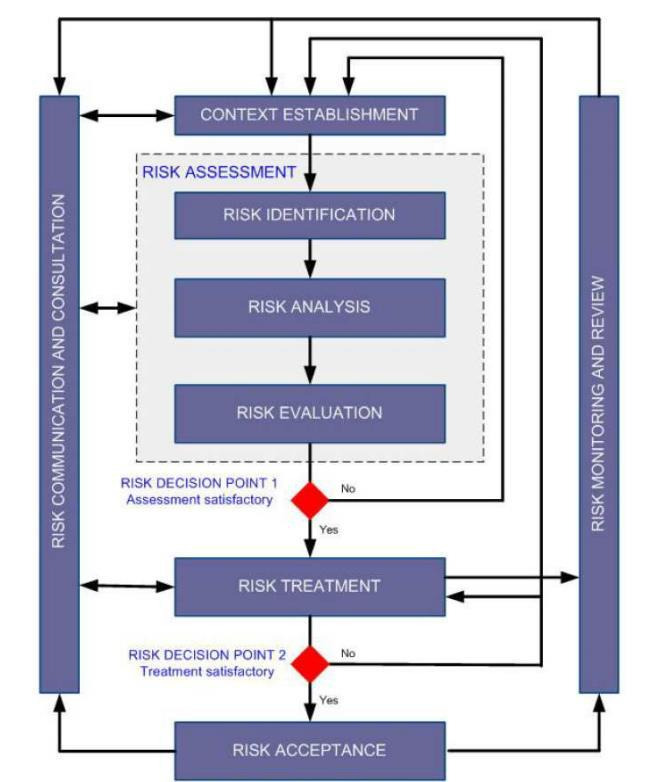 CONTEXT ESTABLISHMENT
RISK ASSESSMENT
RISK IDENTIFICATION
RISK ANALYSIS
RISK EVALUATION
RISK DECISION POINT 1
Assessment satisfactory
No
Yes
RISK TREATMENT
RISK DECISION POINT 2
Treatment satisfactory
No
Yes
RISK ACCEPTANCE
RISK COMMUNICATION AND CONSULTATION
RISK MONITORING AND REVIEW